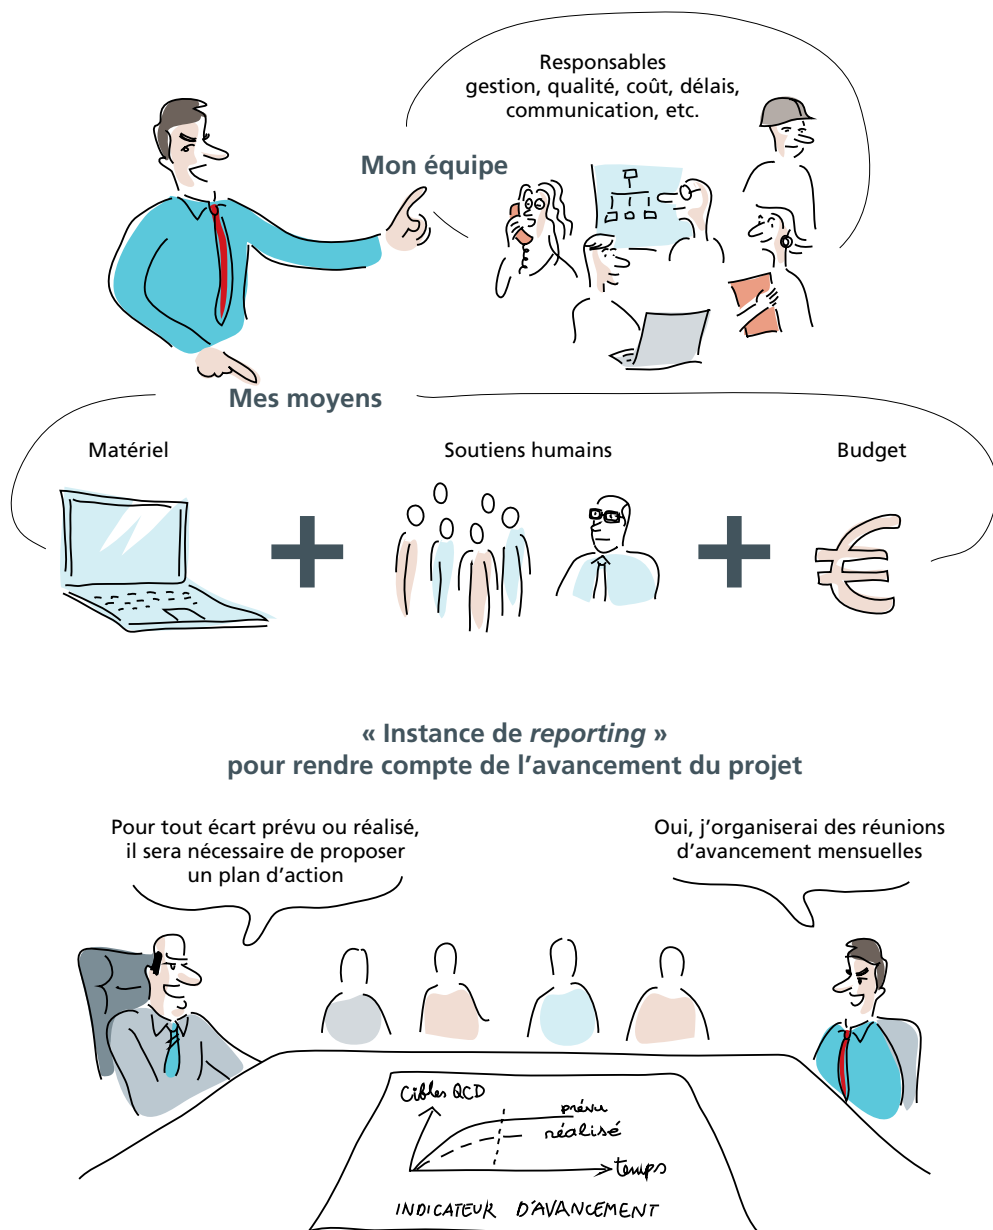 Responsables
gestion, qualité, coût, délais,
communication, etc.
Mon équipe
Mes moyens
Matériel
Soutiens humains
Budget
« Instance de reporting »
pour rendre compte de l’avancement du projet
Pour tout écart prévu ou réalisé,
il sera nécessaire de proposer
un plan d’action
Oui, j’organiserai des réunions
d’avancement mensuelles
Cibles QCD
prévu
réalisé
temps
INDICATEUR D'AVANCEMENT